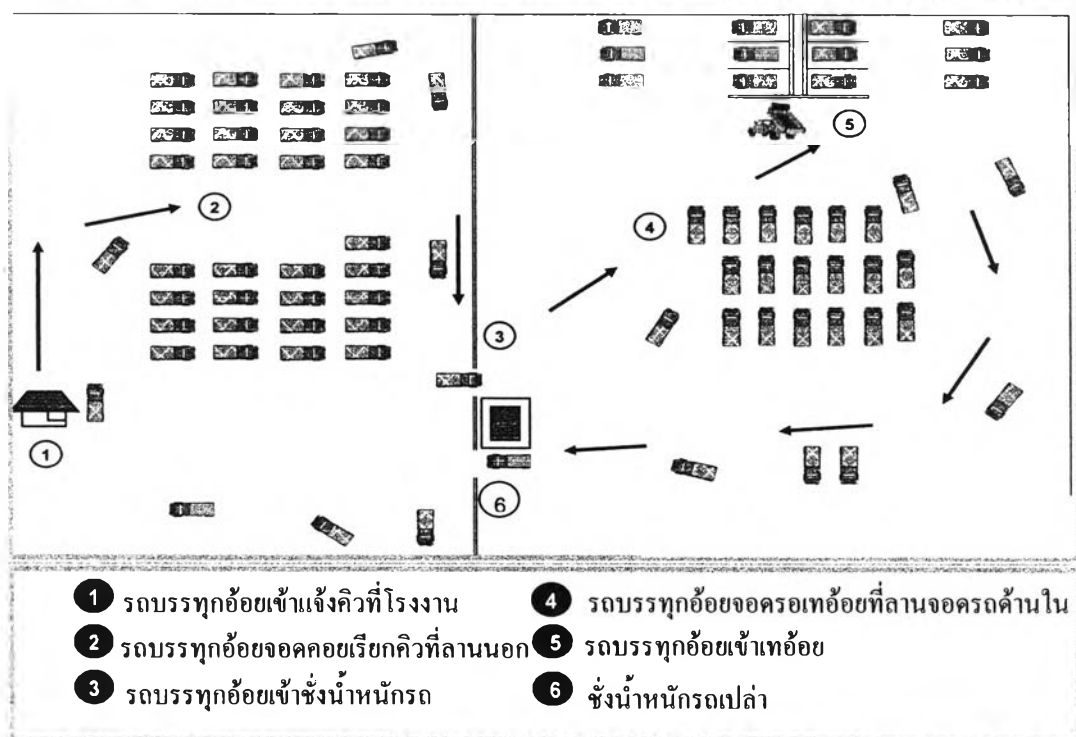 5
2
4
3
1
6
1 รถบรรทุกอ้อยเข้าแจ้งคิวที่โรงงาน
2 รถบรรทุกอ้อยจอดคอยเรียกคิวที่ลานนอก
3 รถบรรทุกอ้อยเข้าชั่งน้ำหนักรถ
4 รถบรรทุกอ้อยจอดรอเทอ้อยที่ลานจอดรถด้านใน
5 รถบรรทุกอ้อยเข้าเทอ้อย
6 ชั่งน้ำหนักรถเปล่า